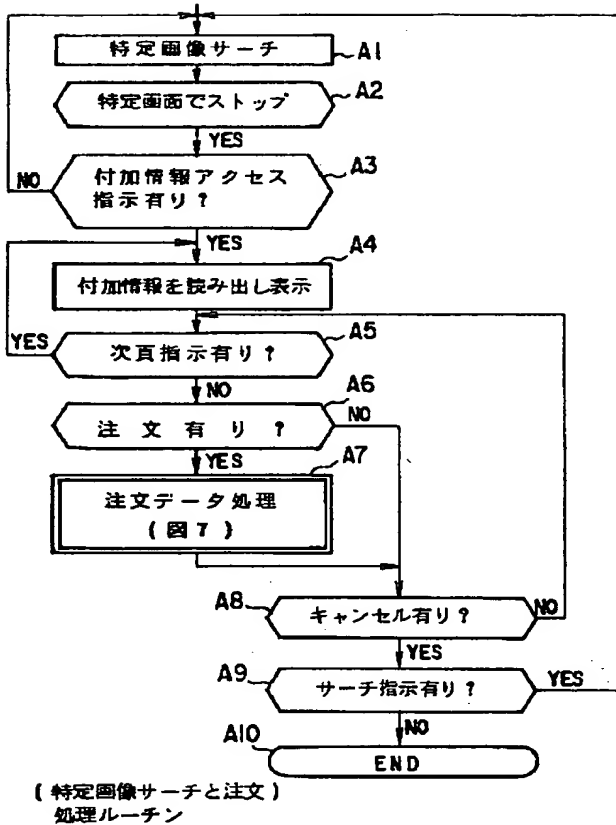 特定画像サーチ
A1
特定画面でストップ
A2
YES
付加情報アクセス
指示有り?
A3
NO
YES
A4
付加情報を読み出し表示
A5
YES
次頁指示有り?
NO
A6
注文有り?
NO
YES
A7
注文データ処理
(図7)
A8
キャンセル有り?
NO
YES
A9
サーチ指示有り?
YES
NO
A10
END
(特定画像サーチと注文)
処理ルーチン